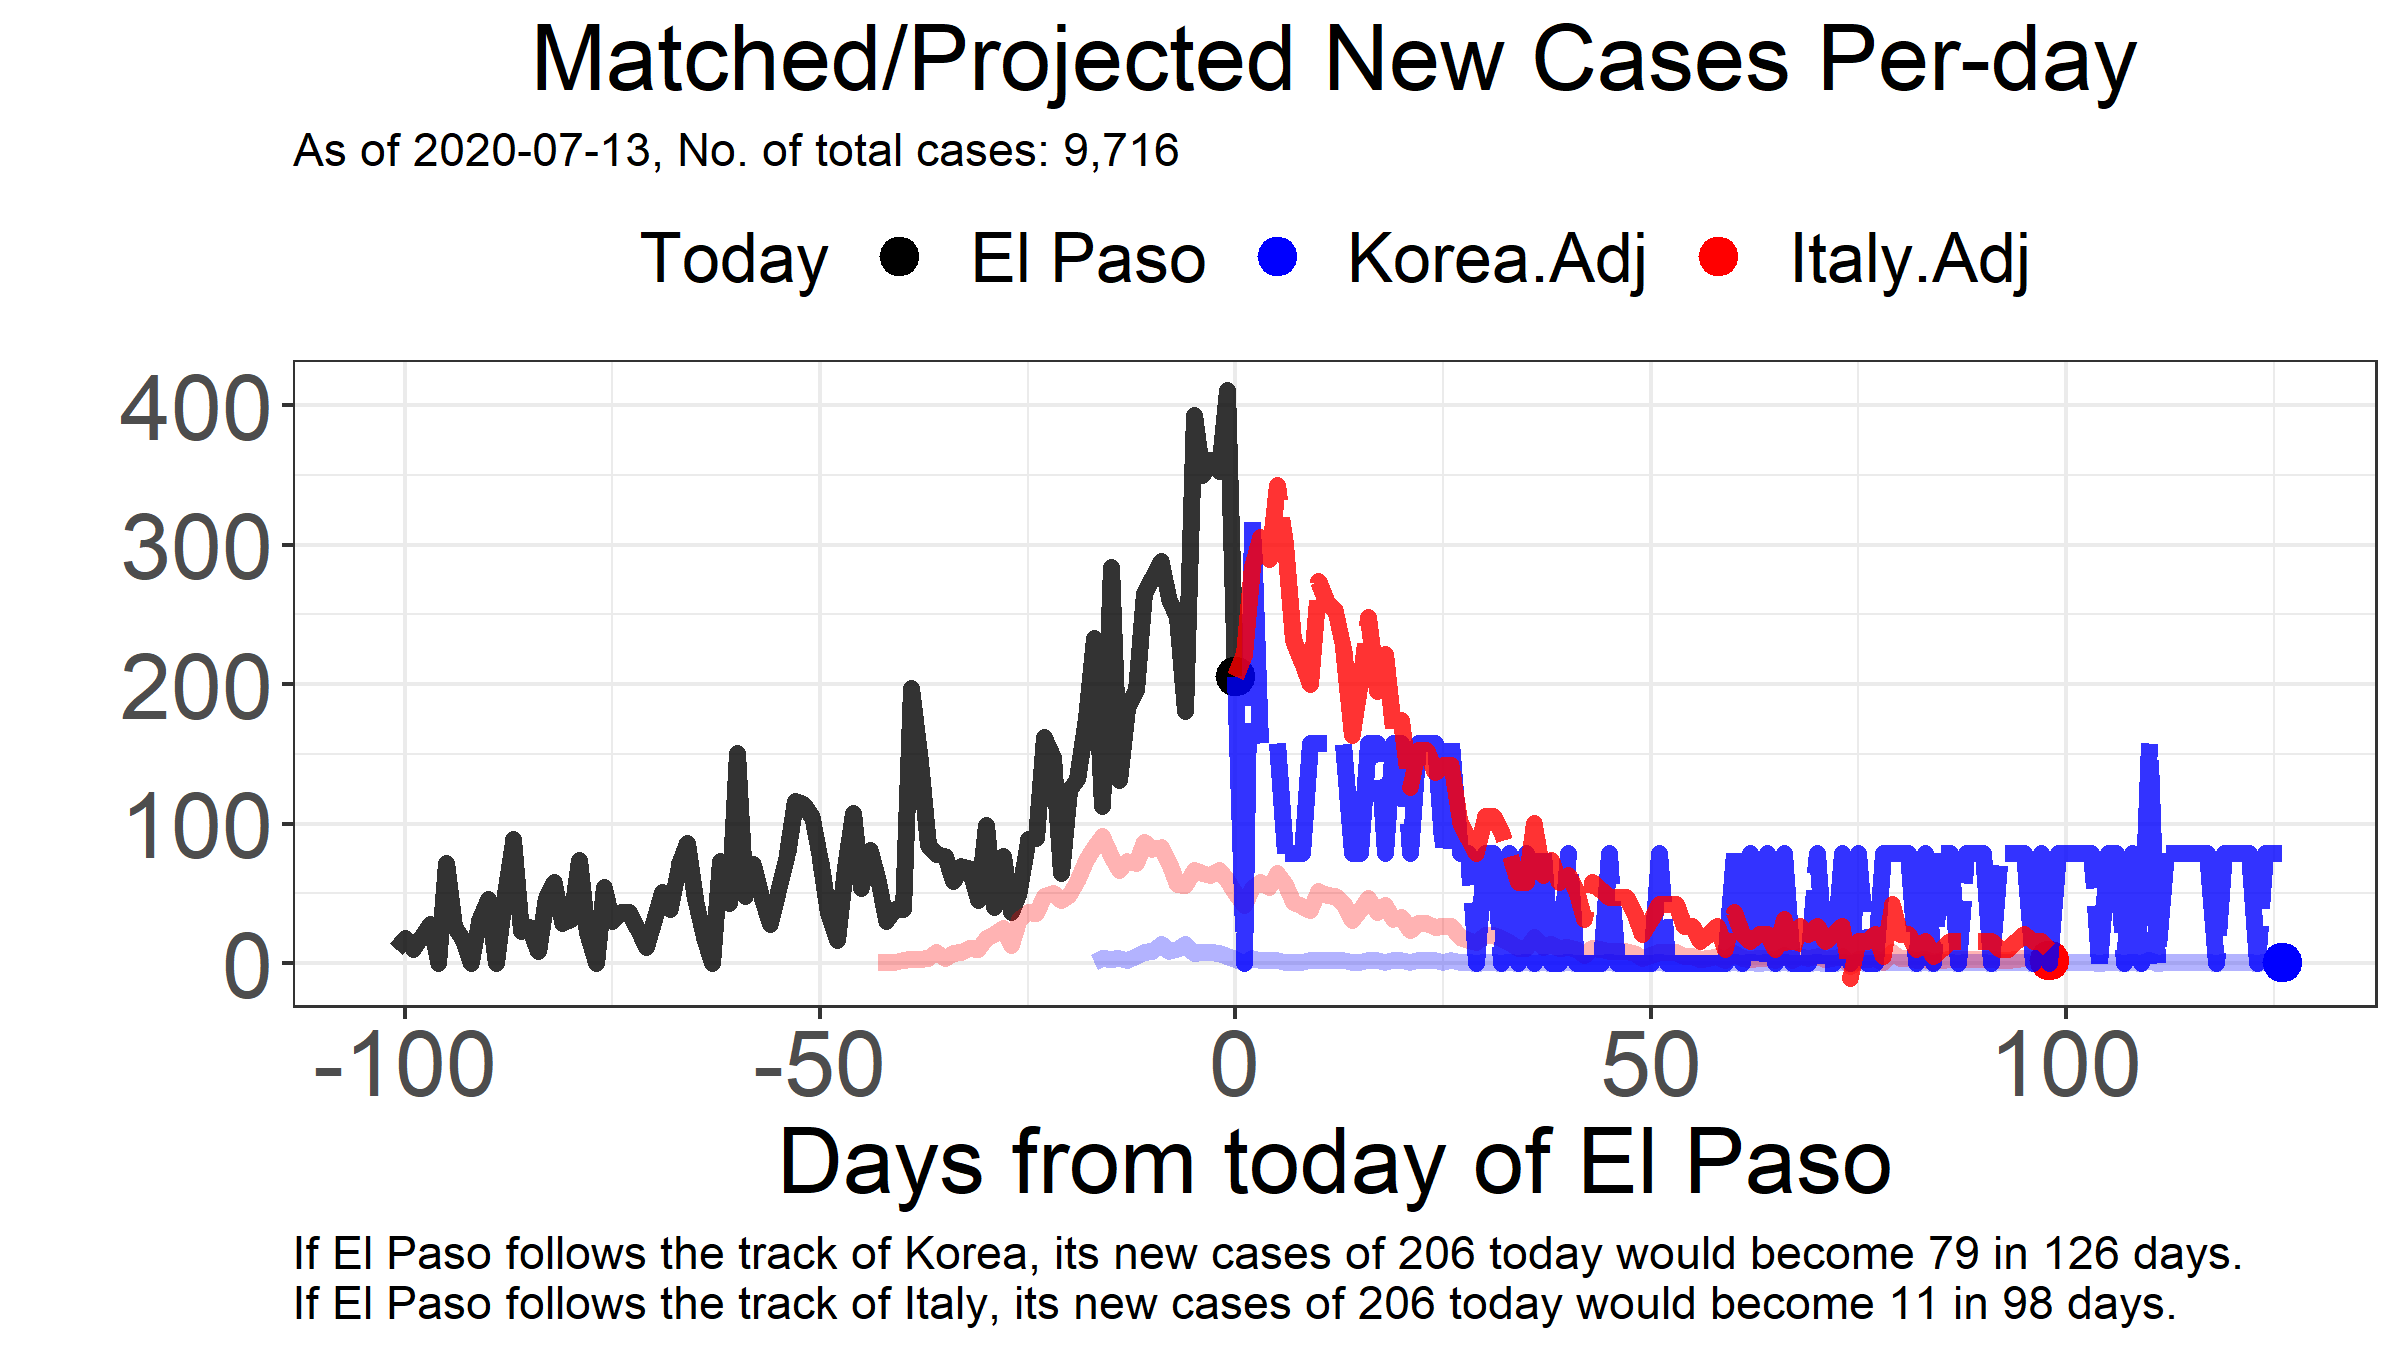 Matched/Projected New Cases Per-day
As of 2020-07-13, No. of total cases: 9,716
Today El Paso Korea.Adj Italy.Adj
400
300
200
100
0
-100 -50 0 50 100
Days from today of El Paso
If El Paso follows the track of Korea, its new cases of 206 today would become 79 in 126 days.
If El Paso follows the track of Italy, its new cases of 206 today would become 11 in 98 days.